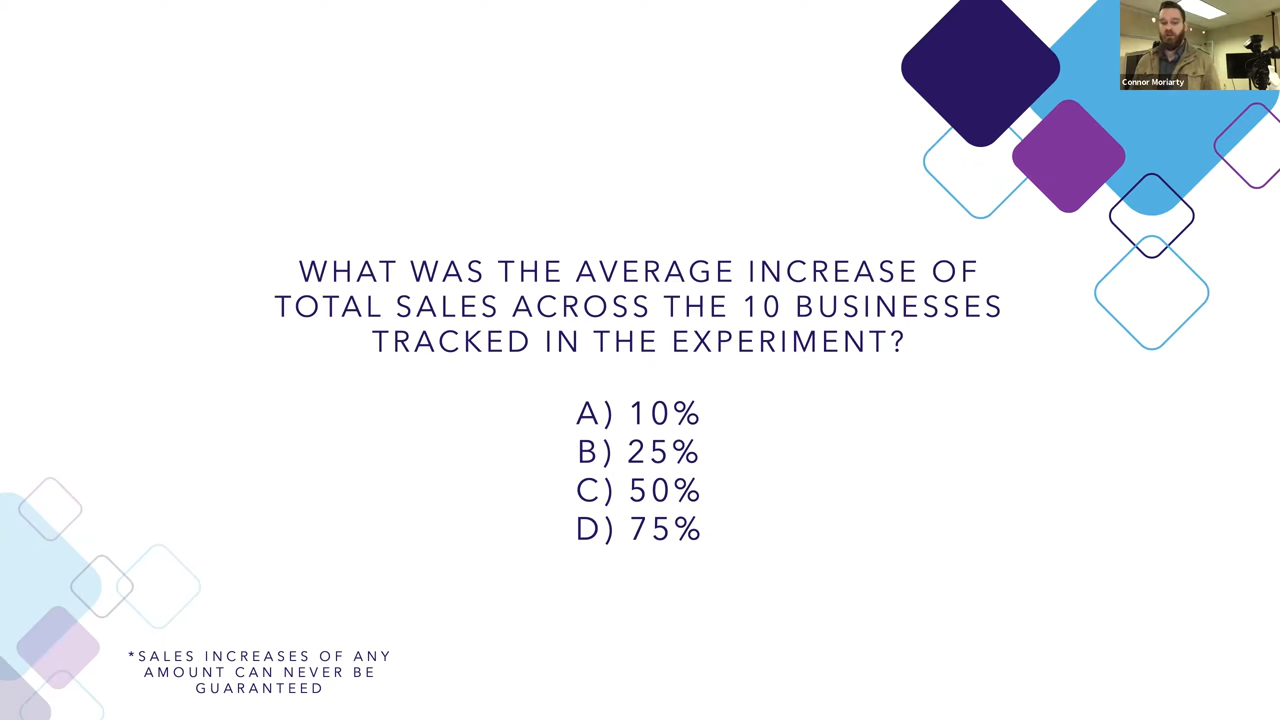 Connor Moriarty
WHAT WAS THE AVERAGE INCREASE OF
TOTAL SALES ACROSS THE 10 BUSINESSES
TRACKED IN THE EXPERIMENT?
A) 10%
B) 25%
C) 50%
D) 75%
*SALES INCREASES OF ANY
AMOUNT CAN NEVER BE
GUARANTEED